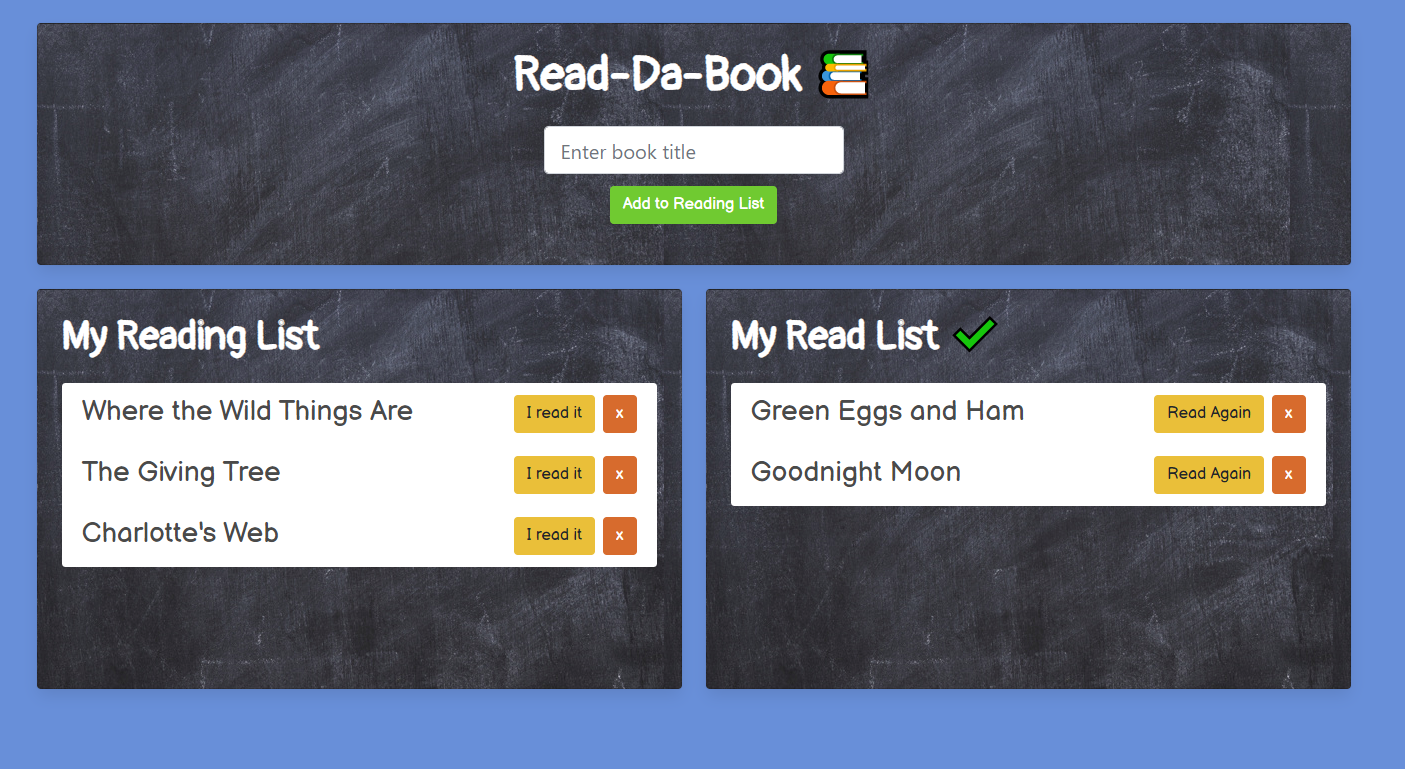 Read-Da-Book
Enter book title
Add to Reading List
My Reading List
Where the Wild Things Are I read it x
The Giving Tree I read it x
Charlotte's Web I read it x
My Read List
Green Eggs and Ham Read Again x
Goodnight Moon Read Again x